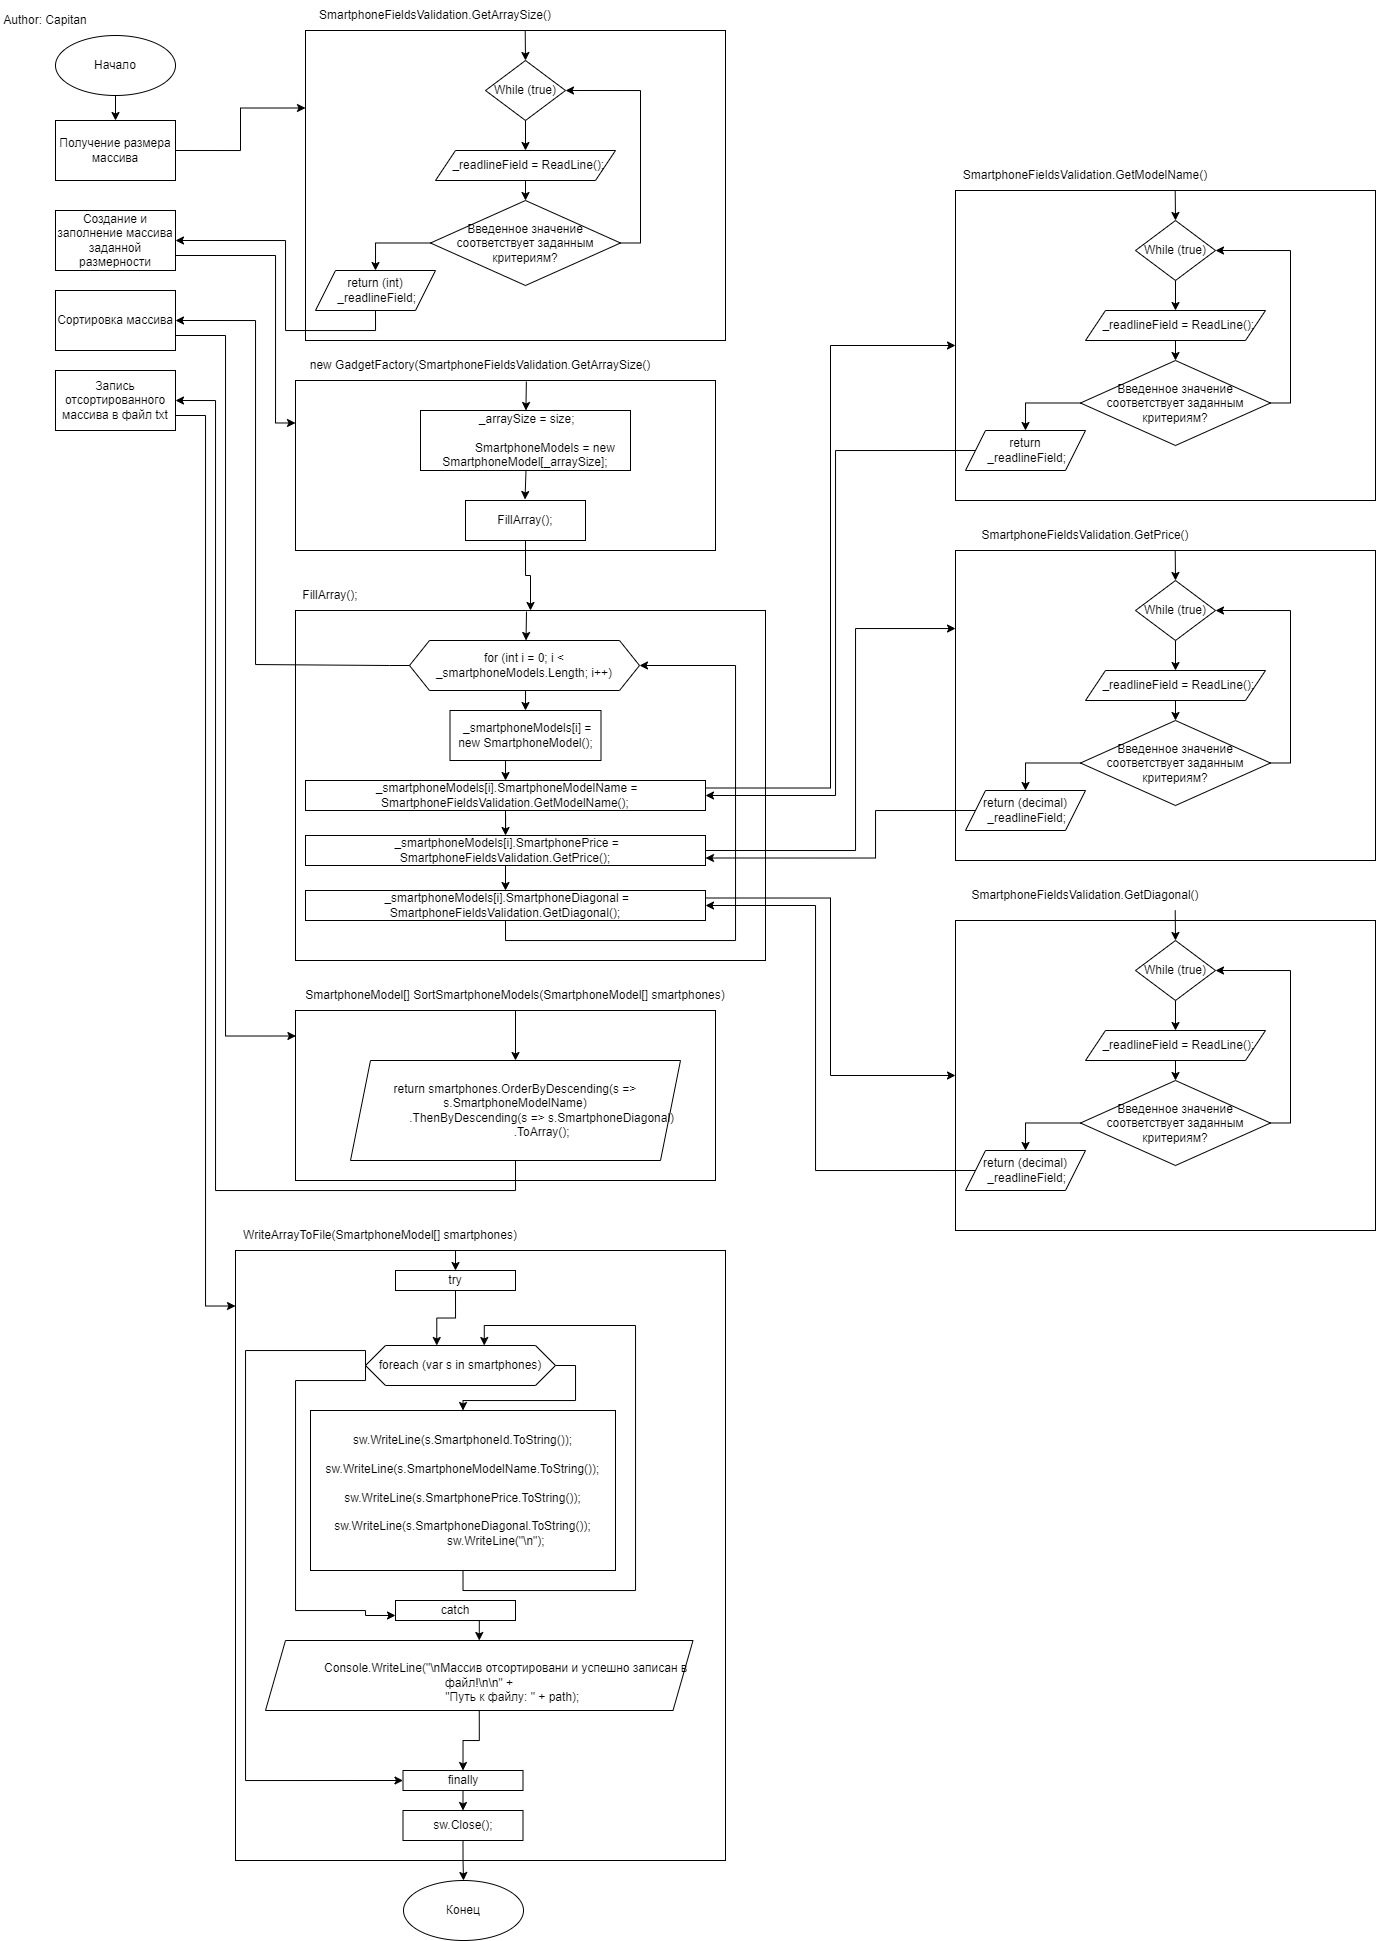 Author: Capitan
Начало
Получение размера
массива
Создание и
заполнение массива
заданной
размерности
Сортировка массива
Запись
отсортированного
массива в файл txt
SmartphoneFieldsValidation.GetArraySize()
While (true)
_readlineField = ReadLine();
Введенное значение
соответствует заданным
критериям?
return (int)
_readlineField;
new GadgetFactory(SmartphoneFieldsValidation.GetArraySize()
_arraySize = size;
SmartphoneModels = new
SmartphoneModel[_arraySize];
FillArray();
FillArray();
for (int i = 0; i <
_smartphoneModels.Length; i++)
_smartphoneModels[i] =
new SmartphoneModel();
_smartphoneModels[i].SmartphoneModelName =
SmartphoneFieldsValidation.GetModelName();
_smartphoneModels[i].SmartphonePrice =
SmartphoneFieldsValidation.GetPrice();
_smartphoneModels[i].SmartphoneDiagonal =
SmartphoneFieldsValidation.GetDiagonal();
SmartphoneFieldsValidation.GetModelName()
While (true)
_readlineField = ReadLine();
Введенное значение
соответствует заданным
критериям?
return
_readlineField;
SmartphoneFieldsValidation.GetPrice()
While (true)
_readlineField = ReadLine();
Введенное значение
соответствует заданным
критериям?
return (decimal)
_readlineField;
SmartphoneFieldsValidation.GetDiagonal()
While (true)
_readlineField = ReadLine();
Введенное значение
соответствует заданным
критериям?
return (decimal)
_readlineField;
SmartphoneModel[] SortSmartphoneModels(SmartphoneModel[] smartphones)
return smartphones.OrderByDescending(s =>
s.SmartphoneModelName)
.ThenByDescending(s => s.SmartphoneDiagonal)
.ToArray();
WriteArrayToFile(SmartphoneModel[] smartphones)
try
foreach (var s in smartphones)
sw.WriteLine(s.SmartphoneId.ToString());
sw.WriteLine(s.SmartphoneModelName.ToString());
sw.WriteLine(s.SmartphonePrice.ToString());
sw.WriteLine(s.SmartphoneDiagonal.ToString());
sw.WriteLine("\n");
catch
Console.WriteLine("\nМассив отсортировани и успешно записан в
файл!\n\n" +
"Путь к файлу: " + path);
finally
sw.Close();
Конец